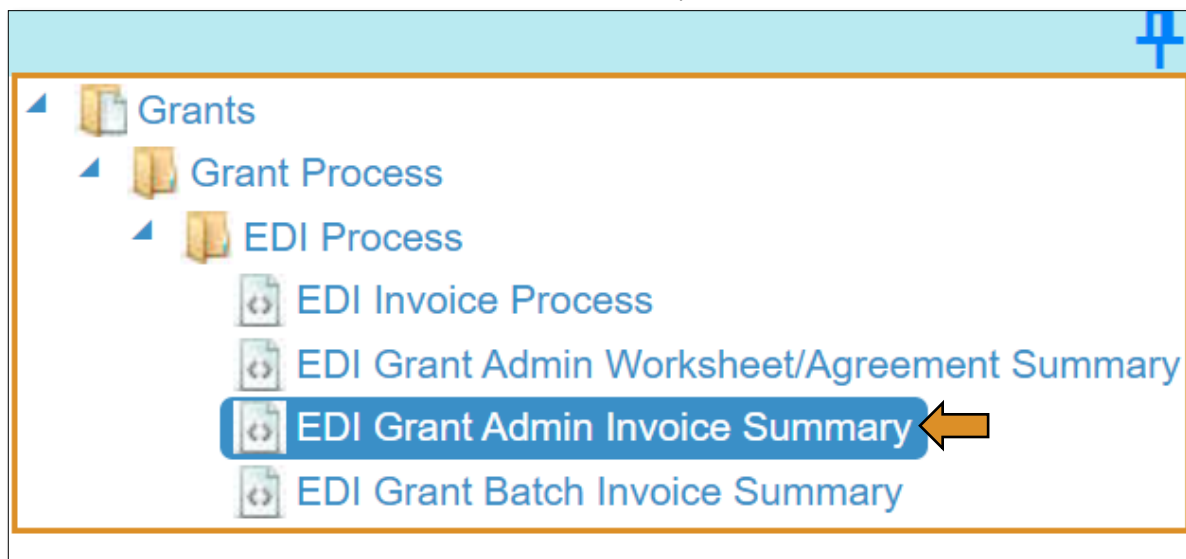 Grants
Grant Process
EDI Process
EDI Invoice Process
EDI Grant Admin Worksheet/Agreement Summary
EDI Grant Admin Invoice Summary
EDI Grant Batch Invoice Summary